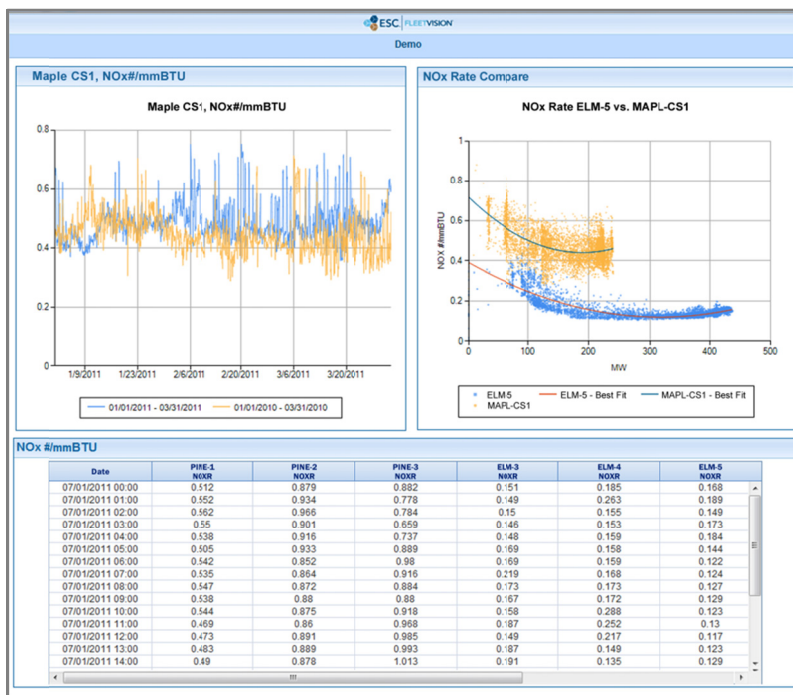 ESC FLEETVISION
Demo
Maple CS1, NOx#/mmBTU
NOx Rate Compare
Maple CS1, NOx#/mmBTU
0.8
0.6
0.4
0.2
0
1/9/2011 1/23/2011 2/6/2011 2/20/2011 3/6/2011 3/20/2011
01/01/2011 - 03/31/2011 01/01/2010 - 03/31/2010
NOx Rate ELM-5 vs. MAPL-CS1
NOX #/mmBTU
1
0.8
0.6
0.4
0.2
0
0 100 200 300 400 500
MW
ELM5 ELM-5 - Best Fit MAPL-CS1 - Best Fit
MAPL-CS1
NOx #/mmBTU
Date PINE-1 NOXR PINE-2 NOXR PINE-3 NOXR ELM-3 NOXR ELM-4 NOXR ELM-5 NOXR
07/01/2011 00:00 0.512 0.879 0.882 0.151 0.185 0.168
07/01/2011 01:00 0.552 0.934 0.778 0.149 0.263 0.189
07/01/2011 02:00 0.562 0.966 0.784 0.15 0.155 0.149
07/01/2011 03:00 0.55 0.901 0.659 0.146 0.153 0.173
07/01/2011 04:00 0.538 0.916 0.737 0.148 0.159 0.184
07/01/2011 05:00 0.505 0.933 0.889 0.169 0.158 0.144
07/01/2011 06:00 0.542 0.852 0.98 0.169 0.159 0.122
07/01/2011 07:00 0.535 0.864 0.916 0.219 0.168 0.124
07/01/2011 08:00 0.547 0.872 0.884 0.173 0.173 0.127
07/01/2011 09:00 0.538 0.88 0.88 0.167 0.172 0.129
07/01/2011 10:00 0.544 0.875 0.918 0.158 0.288 0.123
07/01/2011 11:00 0.469 0.86 0.968 0.187 0.252 0.13
07/01/2011 12:00 0.473 0.891 0.985 0.149 0.217 0.117
07/01/2011 13:00 0.483 0.889 0.993 0.187 0.149 0.123
07/01/2011 14:00 0.49 0.878 1.013 0.191 0.135 0.129